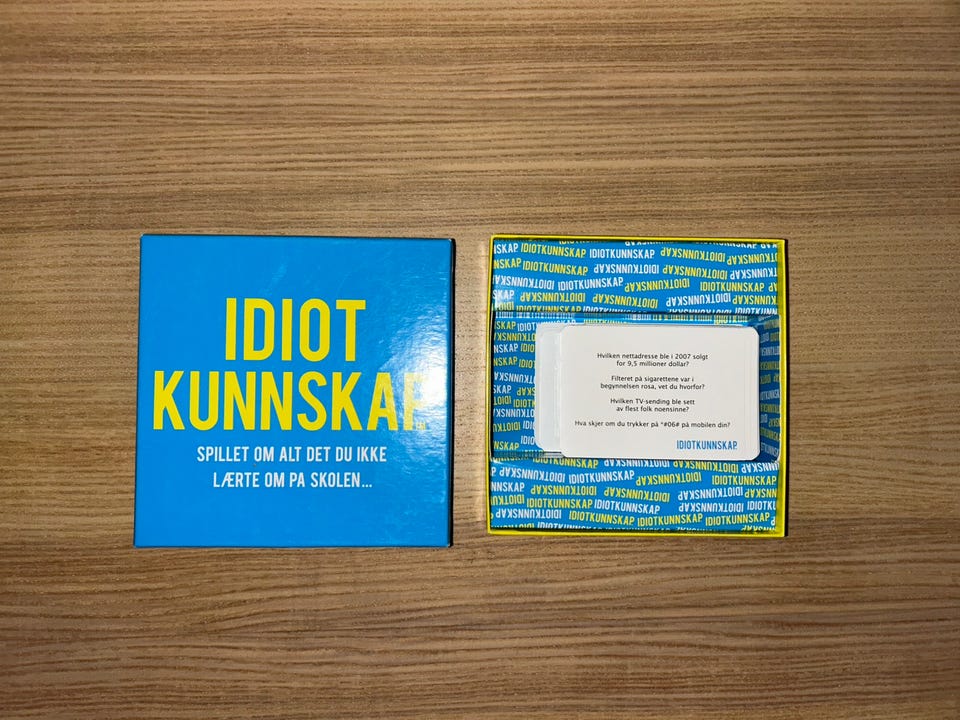 IDIOT
KUNNSKAP
SPILLET OM ALT DET DU IKKE
LÆRTE OM PA SKOLEN...
Hvilken nettadresse ble i 2007 solgt
for 9,5 millioner dollar?
Filteret på sigarettene var i
begynnelsen rosa, vet du hvorfor?
Hvilken TV-sending ble sett
av flest folk noensinne?
Hva skjer om du trykker på *#06# på mobilen din?
IDIOTKUNNSKAP